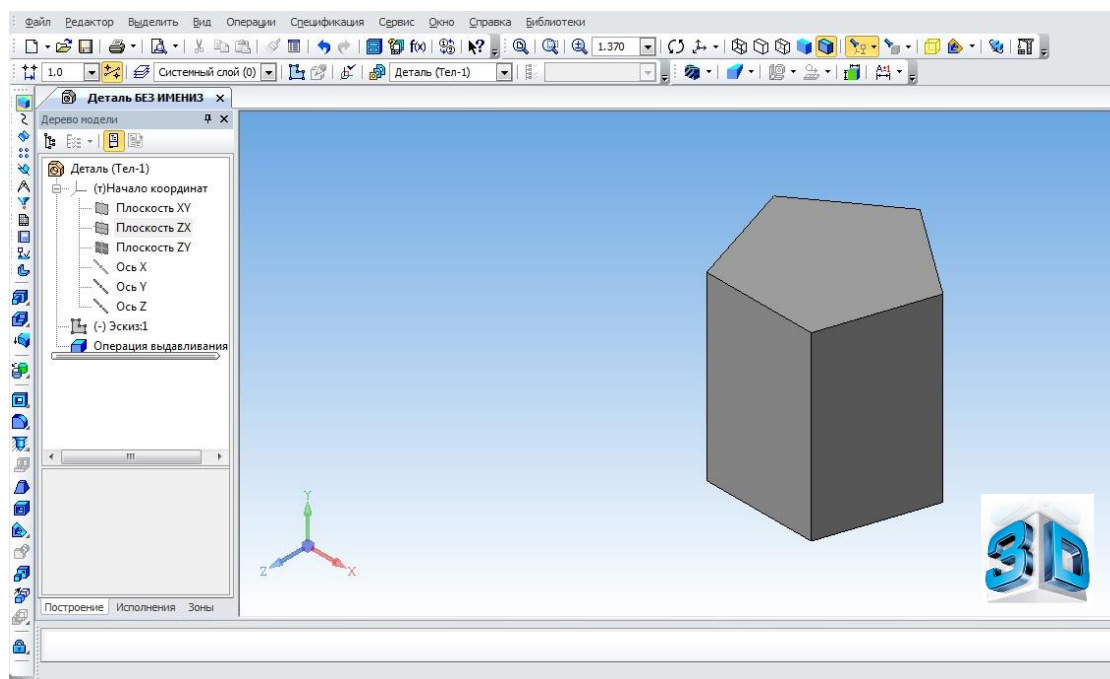 Файл Редактор Выделить Вид Операции Спецификация Сервис Окно Справка Библиотеки
f(x) 1.370
1.0 Системный слой (0) Деталь (Тел-1)
Деталь БЕЗ ИМЕНИ3 x
Дерево модели
Деталь (Тел-1)
(т)Начало координат
Плоскость XY
Плоскость ZX
Плоскость ZY
Ось X
Ось Y
Ось Z
(-) Эскиз:1
Операция выдавливания
Y
Z X
3D
Построение Исполнения Зоны